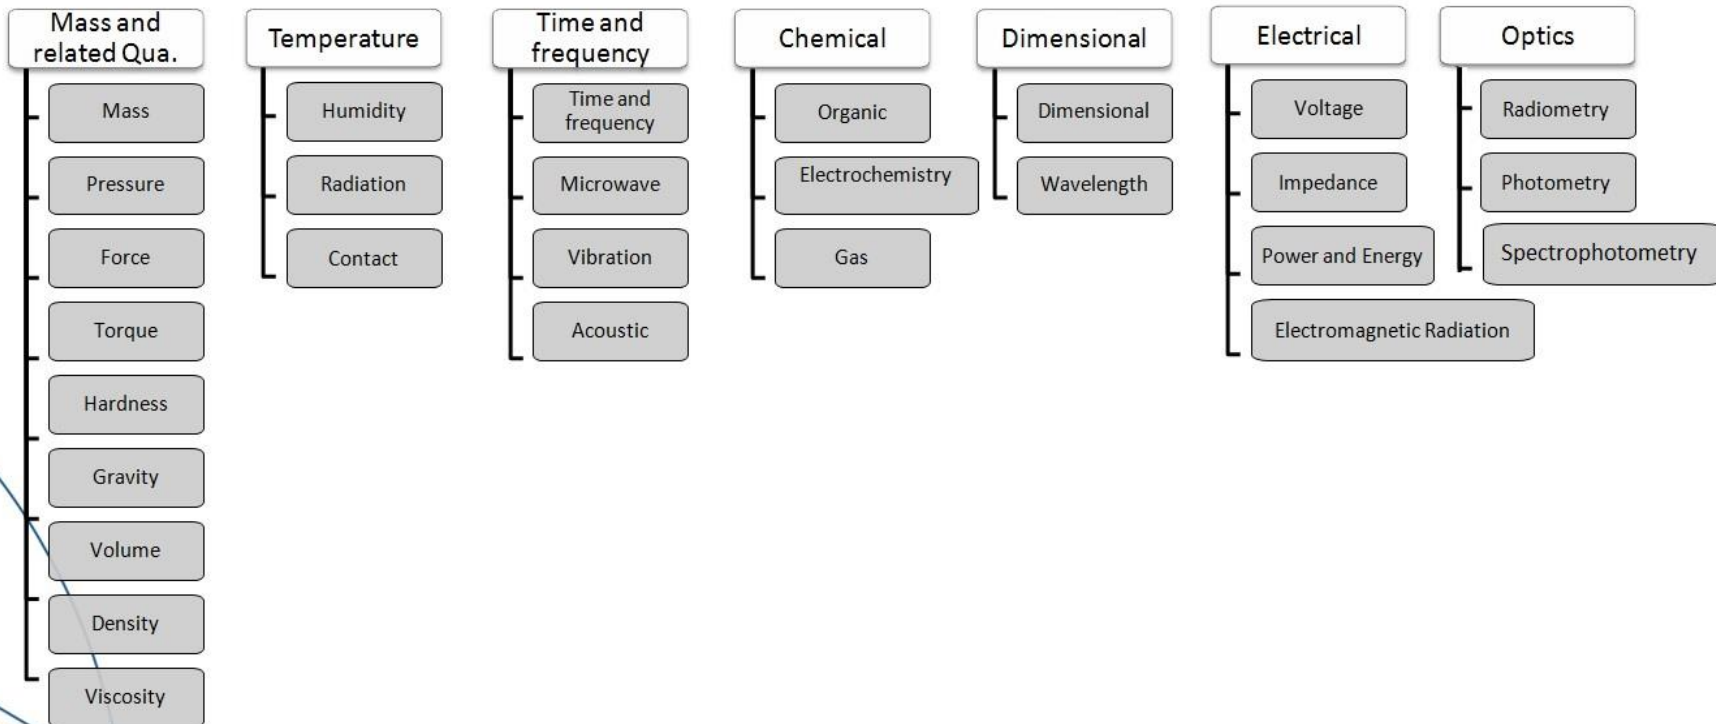 Mass and
related Qua.
Mass
Pressure
Force
Torque
Hardness
Gravity
Volume
Density
Viscosity
Temperature
Humidity
Radiation
Contact
Time and
frequency
Time and
frequency
Microwave
Vibration
Acoustic
Chemical
Organic
Electrochemistry
Gas
Dimensional
Dimensional
Wavelength
Electrical
Voltage
Impedance
Power and Energy
Electromagnetic Radiation
Optics
Radiometry
Photometry
Spectrophotometry